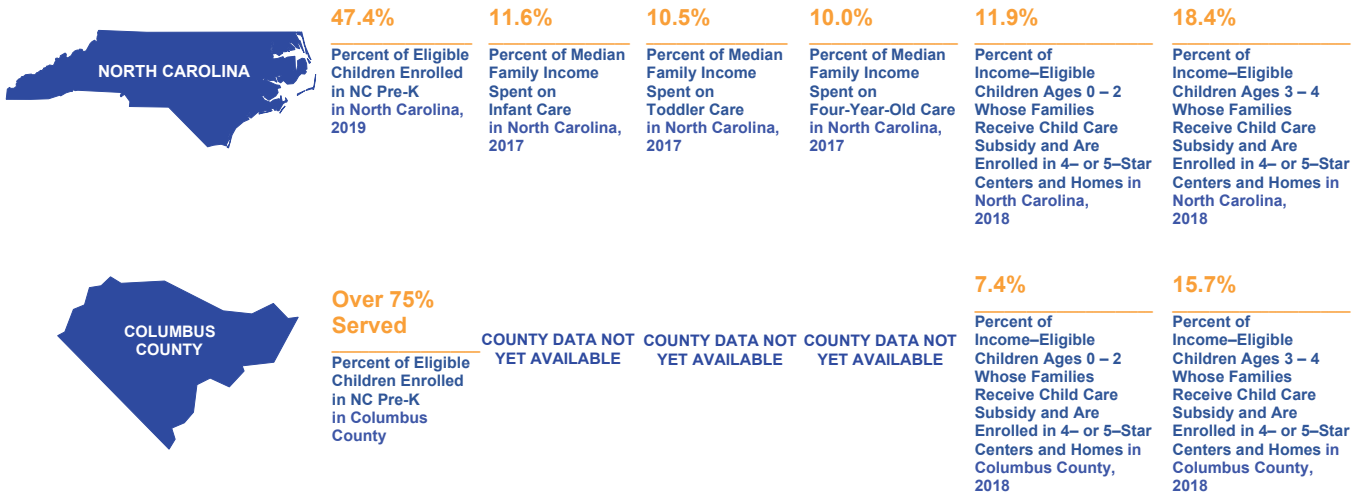 NORTH CAROLINA
47.4%
Percent of Eligible
Children Enrolled
in NC Pre-K
in North Carolina,
2019
11.6%
Percent of Median
Family Income
Spent on
Infant Care
in North Carolina,
2017
10.5%
Percent of Median
Family Income
Spent on
Toddler Care
in North Carolina,
2017
10.0%
Percent of Median
Family Income
Spent on
Four-Year-Old Care
in North Carolina,
2017
11.9%
Percent of
Income–Eligible
Children Ages 0 – 2
Whose Families
Receive Child Care
Subsidy and Are
Enrolled in 4– or 5–Star
Centers and Homes in
North Carolina,
2018
18.4%
Percent of
Income–Eligible
Children Ages 3 – 4
Whose Families
Receive Child Care
Subsidy and Are
Enrolled in 4– or 5–Star
Centers and Homes in
North Carolina,
2018
COLUMBUS
COUNTY
Over 75%
Served
Percent of Eligible
Children Enrolled
in NC Pre-K
in Columbus
County
COUNTY DATA NOT
YET AVAILABLE
COUNTY DATA NOT
YET AVAILABLE
COUNTY DATA NOT
YET AVAILABLE
7.4%
Percent of
Income–Eligible
Children Ages 0 – 2
Whose Families
Receive Child Care
Subsidy and Are
Enrolled in 4– or 5–Star
Centers and Homes in
Columbus County,
2018
15.7%
Percent of
Income–Eligible
Children Ages 3 – 4
Whose Families
Receive Child Care
Subsidy and Are
Enrolled in 4– or 5–Star
Centers and Homes in
Columbus County,
2018